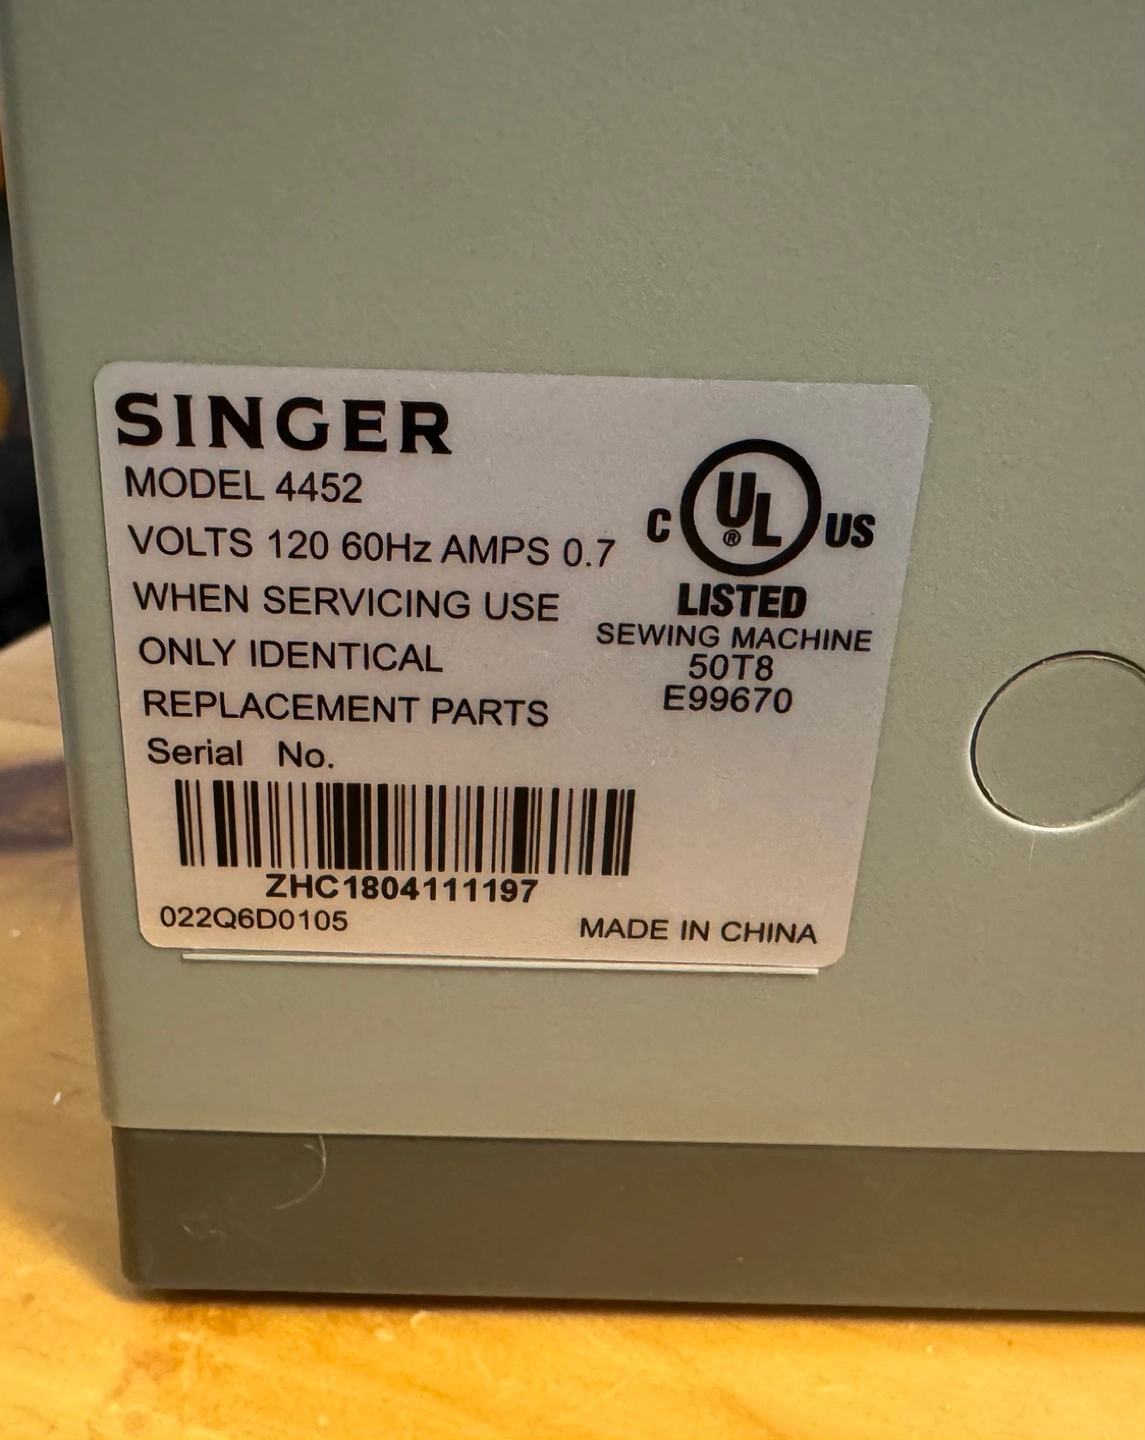 SINGER
MODEL 4452
VOLTS 120 60Hz AMPS 0.7
WHEN SERVICING USE
ONLY IDENTICAL
REPLACEMENT PARTS
Serial No.
ZHC1804111197
022Q6D0105
C UL® US
LISTED
SEWING MACHINE
50T8
E99670
MADE IN CHINA